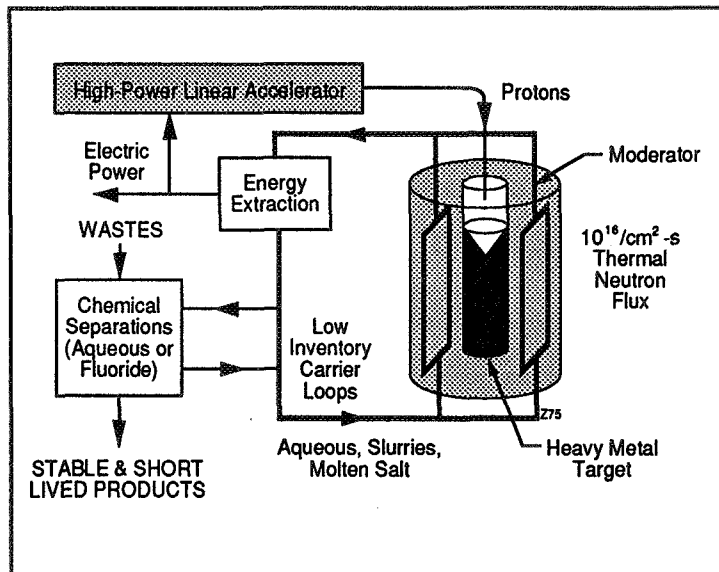 High-Power Linear Accelerator
Protons
Electric
Power
Energy
Extraction
Moderator
WASTES
10¹⁶/cm² -s
Thermal
Neutron
Flux
Chemical
Separations
(Aqueous or
Fluoride)
Low
Inventory
Carrier
Loops
Z75
Aqueous, Slurries,
Molten Salt
Heavy Metal
Target
STABLE & SHORT
LIVED PRODUCTS